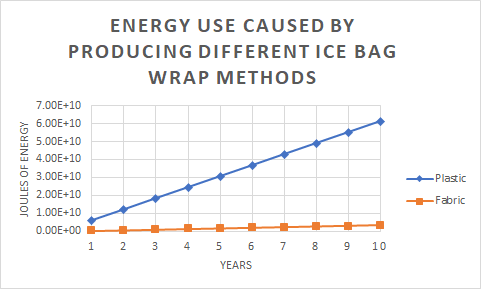 ENERGY USE CAUSED BY
PRODUCING DIFFERENT ICE BAG
WRAP METHODS
7.00E+10
6.00E+10
5.00E+10
4.00E+10
3.00E+10
2.00E+10
1.00E+10
0.00E+00
JOULES OF ENERGY
1 2 3 4 5 6 7 8 9 10
YEARS
Plastic
Fabric